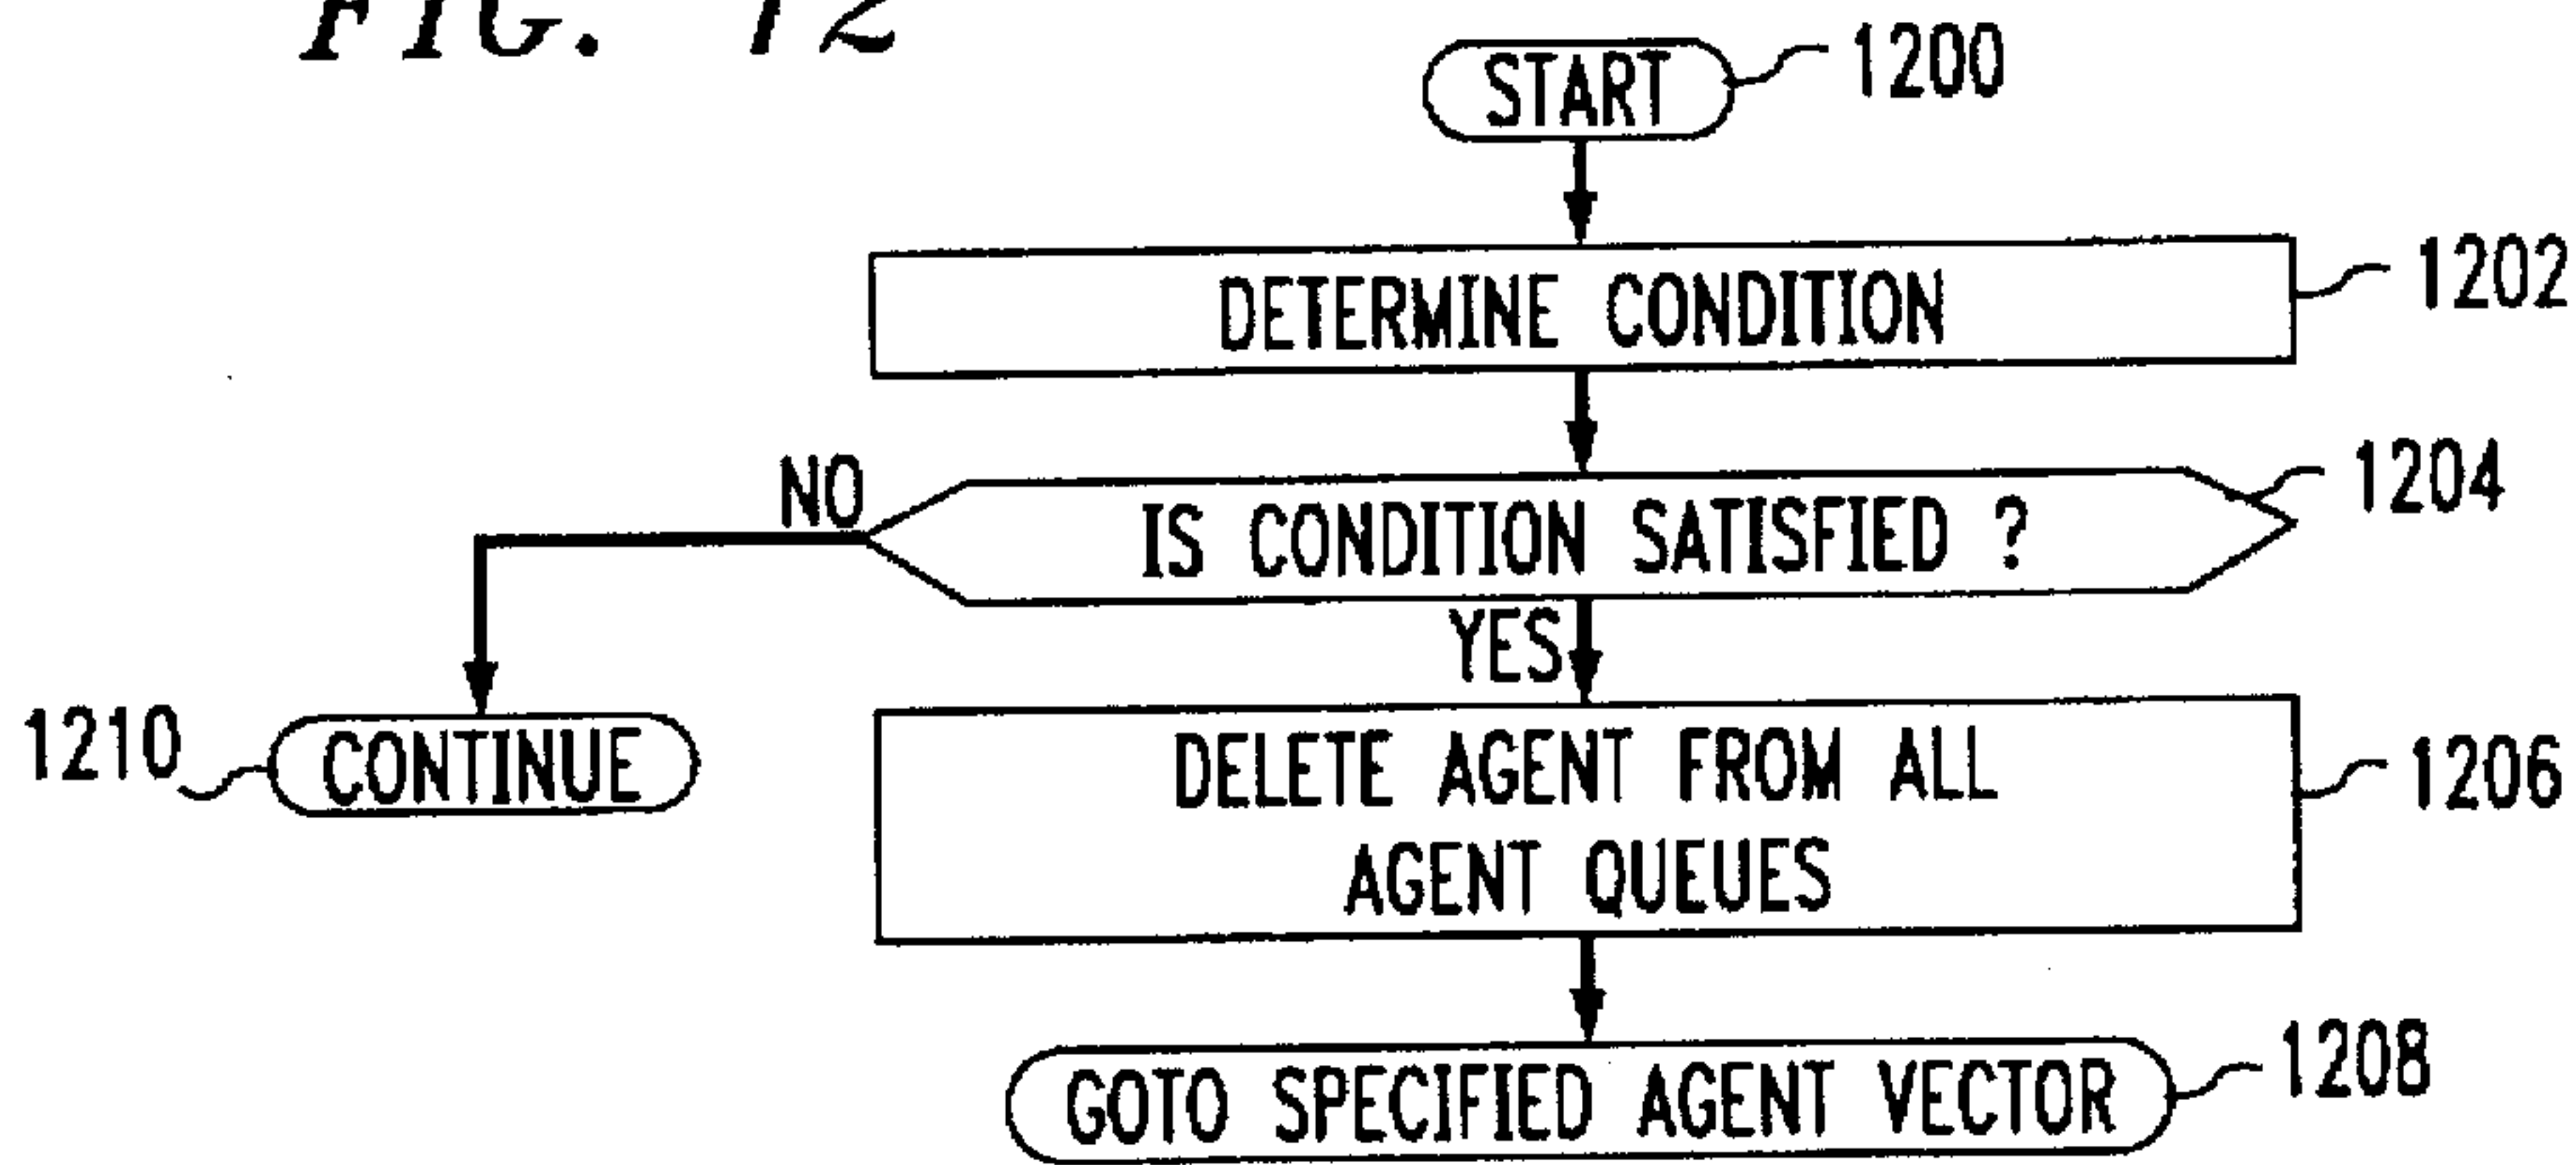 FIG. 12
START 1200
DETERMINE CONDITION 1202
NO
IS CONDITION SATISFIED ? 1204
YES
1210 CONTINUE
DELETE AGENT FROM ALL
AGENT QUEUES
1206
GOTO SPECIFIED AGENT VECTOR 1208